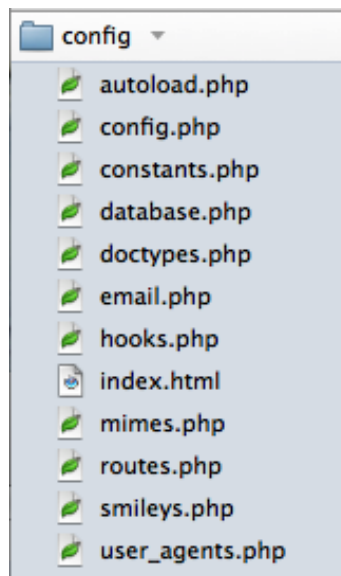 config
autoload.php
config.php
constants.php
database.php
doctypes.php
email.php
hooks.php
index.html
mimes.php
routes.php
smileys.php
user_agents.php